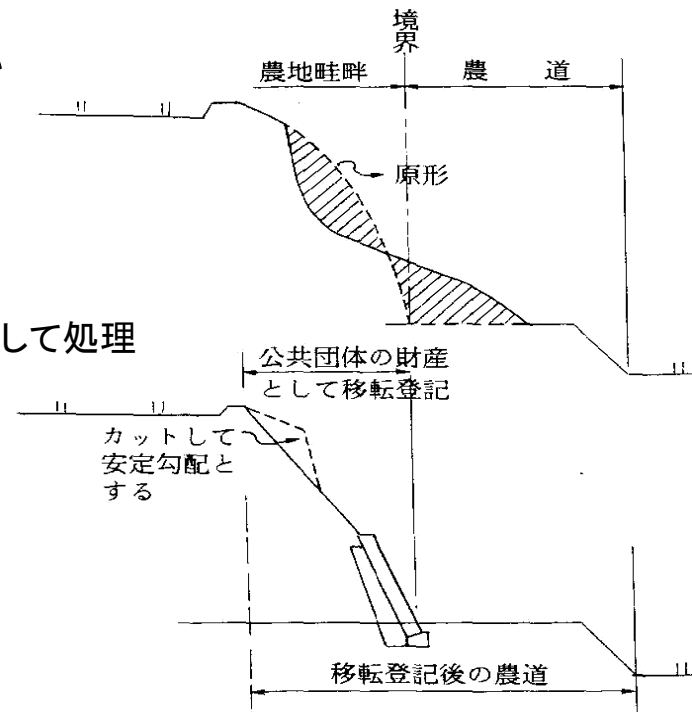 境界
農地畦畔
農道
原形
して処理
公共団体の財産
として移転登記
カットして
安定勾配と
する
移転登記後の農道